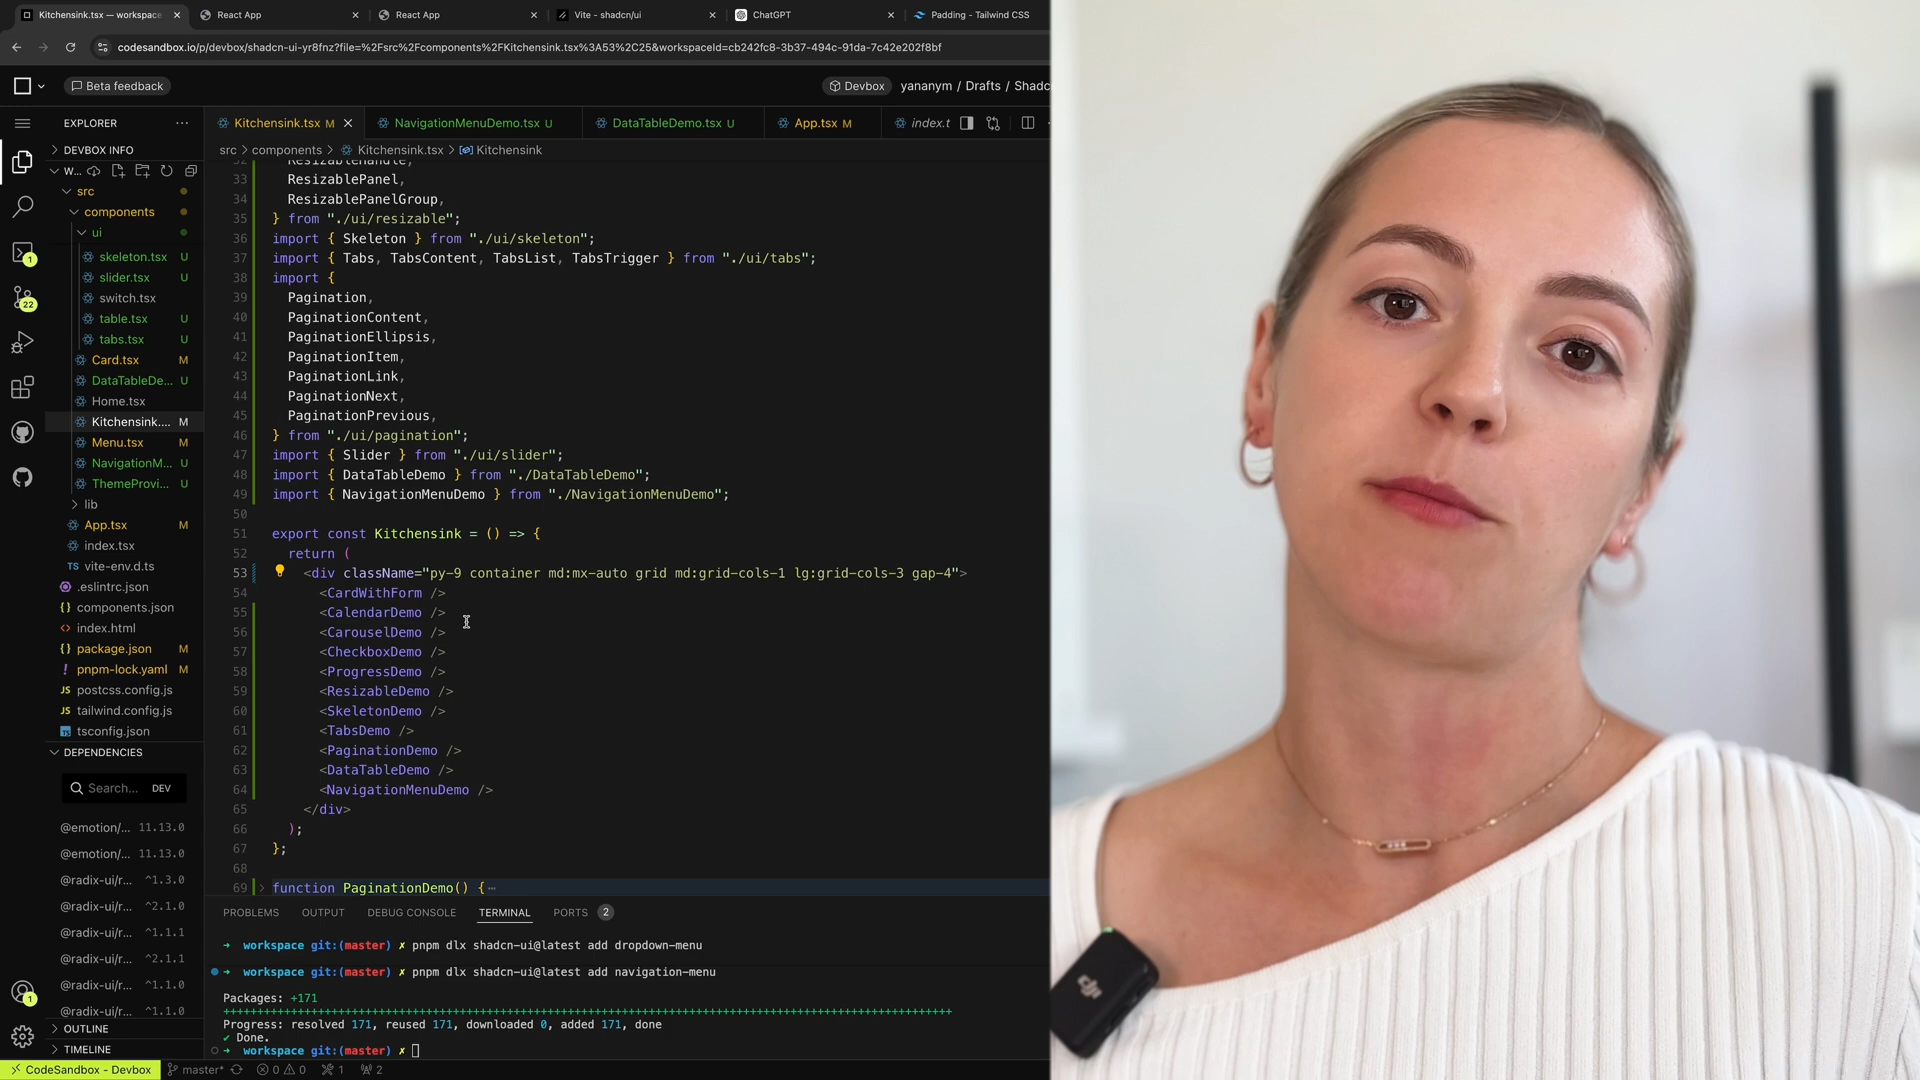 Kitchensink.tsx — workspace
React App
React App
Vite - shadcn/ui
ChatGPT
Padding - Tailwind CSS
codesandbox.io/p/devbox/shadcn-ui-yr8fnz?file=%2Fsrc%2Fcomponents%2FKitchensink.tsx%3A53%2C25&workspaceId=cb242fc8-3b37-494c-91da-7c42e202f8bf
Beta feedback
Devbox
yananym / Drafts / Shadc
EXPLORER
Kitchensink.tsx M
NavigationMenuDemo.tsx U
DataTableDemo.tsx U
App.tsx M
index.t
DEVBOX INFO
src > components > Kitchensink.tsx > Kitchensink
W...
src
components
ui
skeleton.tsx U
slider.tsx U
switch.tsx
table.tsx U
tabs.tsx U
Card.tsx M
DataTableDe... U
Home.tsx
Kitchensink.... M
Menu.tsx M
NavigationM... U
ThemeProvi... U
lib
App.tsx M
index.tsx
TS vite-env.d.ts
.eslintrc.json
{} components.json
<> index.html
{} package.json M
! pnpm-lock.yaml M
JS postcss.config.js
JS tailwind.config.js
tsconfig.json
DEPENDENCIES
Search... DEV
@emotion/... 11.13.0
@emotion/... 11.13.0
@radix-ui/r... ^1.3.0
@radix-ui/r... ^2.1.0
@radix-ui/r... ^1.1.1
@radix-ui/r... ^2.1.1
@radix-ui/r... ^1.1.0
@radix-ui/r... ^1.1.0
OUTLINE
TIMELINE
1
22
1
32 ResizableHandle,
33 ResizablePanel,
34 ResizablePanelGroup,
35 } from "./ui/resizable";
36 import { Skeleton } from "./ui/skeleton";
37 import { Tabs, TabsContent, TabsList, TabsTrigger } from "./ui/tabs";
38 import {
39 Pagination,
40 PaginationContent,
41 PaginationEllipsis,
42 PaginationItem,
43 PaginationLink,
44 PaginationNext,
45 PaginationPrevious,
46 } from "./ui/pagination";
47 import { Slider } from "./ui/slider";
48 import { DataTableDemo } from "./DataTableDemo";
49 import { NavigationMenuDemo } from "./NavigationMenuDemo";
50
51 export const Kitchensink = () => {
52 return (
53 <div className="py-9 container md:mx-auto grid md:grid-cols-1 lg:grid-cols-3 gap-4">
54 <CardWithForm />
55 <CalendarDemo />
56 <CarouselDemo />
57 <CheckboxDemo />
58 <ProgressDemo />
59 <ResizableDemo />
60 <SkeletonDemo />
61 <TabsDemo />
62 <PaginationDemo />
63 <DataTableDemo />
64 <NavigationMenuDemo />
65 </div>
66 );
67 };
68
69 function PaginationDemo() {⋯
PROBLEMS OUTPUT DEBUG CONSOLE TERMINAL PORTS 2
➜ workspace git:(master) ✗ pnpm dlx shadcn-ui@latest add dropdown-menu
➜ workspace git:(master) ✗ pnpm dlx shadcn-ui@latest add navigation-menu
Packages: +171
++++++++++++++++++++++++++++++++++++++++++++++++++++++++++++++++++++++++++++++++++++++++++++++++
Progress: resolved 171, reused 171, downloaded 0, added 171, done
✔ Done.
➜ workspace git:(master) ✗
CodeSandbox - Devbox
master*
0 0
1
2
dji